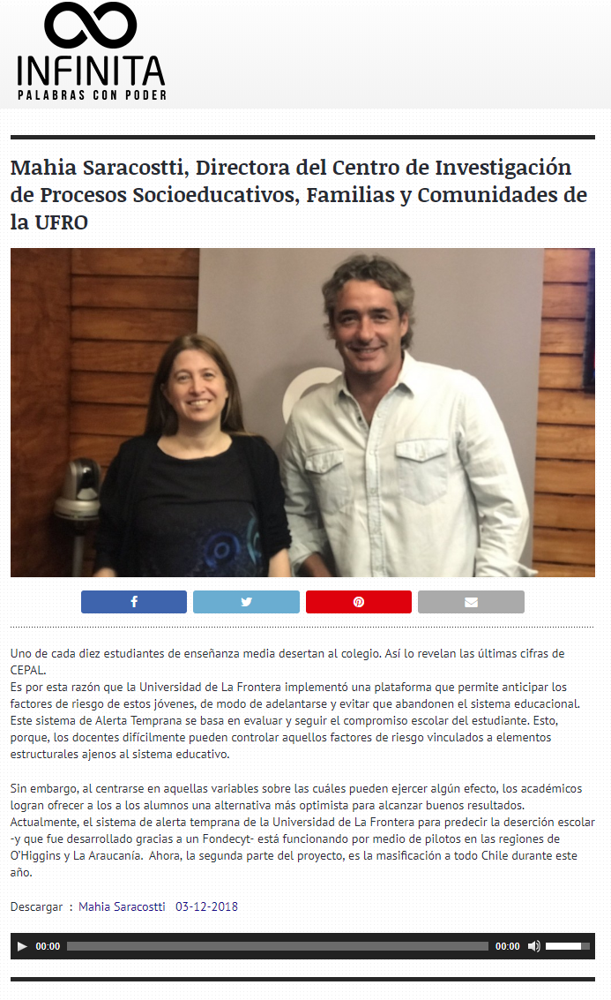 INFINITA
PALABRAS CON PODER
Mahia Saracostti, Directora del Centro de Investigación
de Procesos Socioeducativos, Familias y Comunidades de
la UFRO
Uno de cada diez estudiantes de enseñanza media desertan al colegio. Así lo revelan las últimas cifras de
CEPAL.
Es por esta razón que la Universidad de La Frontera implementó una plataforma que permite anticipar los
factores de riesgo de estos jóvenes, de modo de adelantarse y evitar que abandonen el sistema educacional.
Este sistema de Alerta Temprana se basa en evaluar y seguir el compromiso escolar del estudiante. Esto,
porque, los docentes difícilmente pueden controlar aquellos factores de riesgo vinculados a elementos
estructurales ajenos al sistema educativo.
Sin embargo, al centrarse en aquellas variables sobre las cuáles pueden ejercer algún efecto, los académicos
logran ofrecer a los a los alumnos una alternativa más optimista para alcanzar buenos resultados.
Actualmente, el sistema de alerta temprana de la Universidad de La Frontera para predecir la deserción escolar
-y que fue desarrollado gracias a un Fondecyt- está funcionando por medio de pilotos en las regiones de
O'Higgins y La Araucanía. Ahora, la segunda parte del proyecto, es la masificación a todo Chile durante este
año.
Descargar : Mahia Saracostti 03-12-2018
00:00 00:00